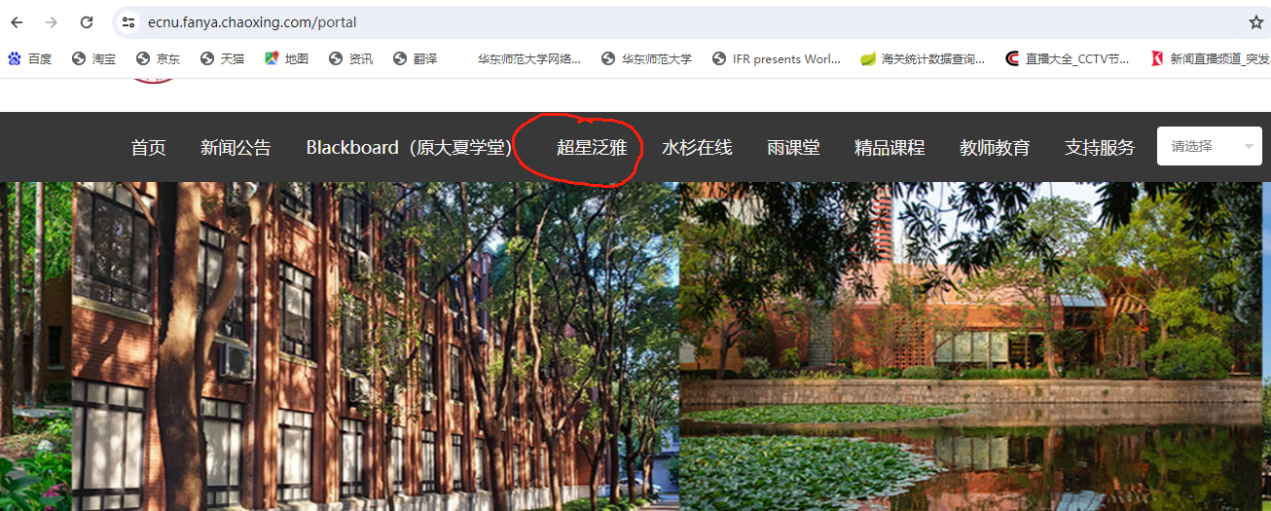 ecnu.fanya.chaoxing.com/portal
百度 淘宝 京东 天猫 地图 资讯 翻译 华东师范大学网络... 华东师范大学 IFR presents Worl... 海关统计数据查询... 直播大全_CCTV节... 新闻直播频道_突发
首页 新闻公告 Blackboard（原大夏学堂） 超星泛雅 水杉在线 雨课堂 精品课程 教师教育 支持服务 请选择